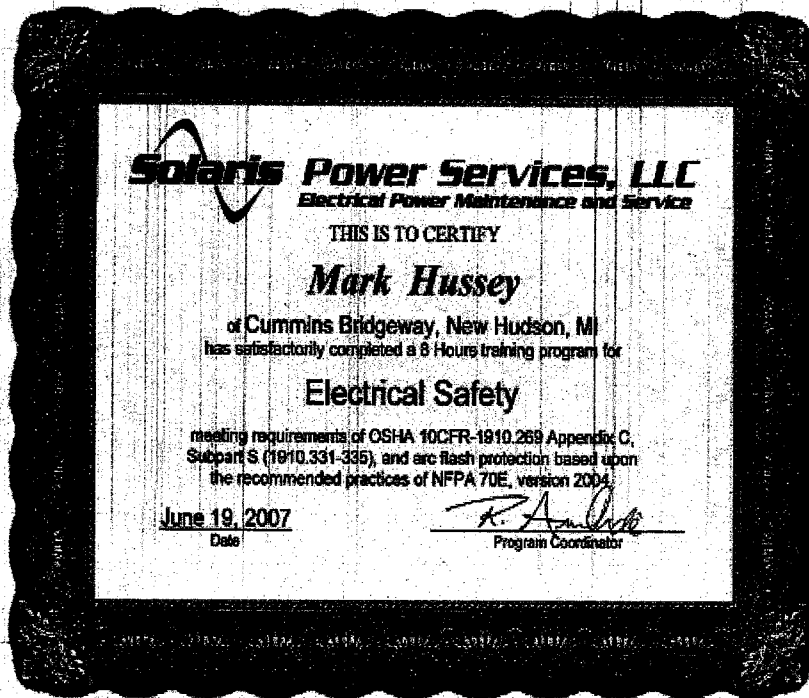 Solaris Power Services, LLC
Electrical Power Maintenance and Service
THIS IS TO CERTIFY
Mark Hussey
of Cummins Bridgeway, New Hudson, MI
has satisfactorily completed a 8 Hours training program for
Electrical Safety
meeting requirements of OSHA 10CFR-1910.269 Appendix C,
Subpart S (1910.331-335), and arc flash protection based upon
the recommended practices of NFPA 70E, version 2004.
June 19, 2007
Date
R.
Program Coordinator